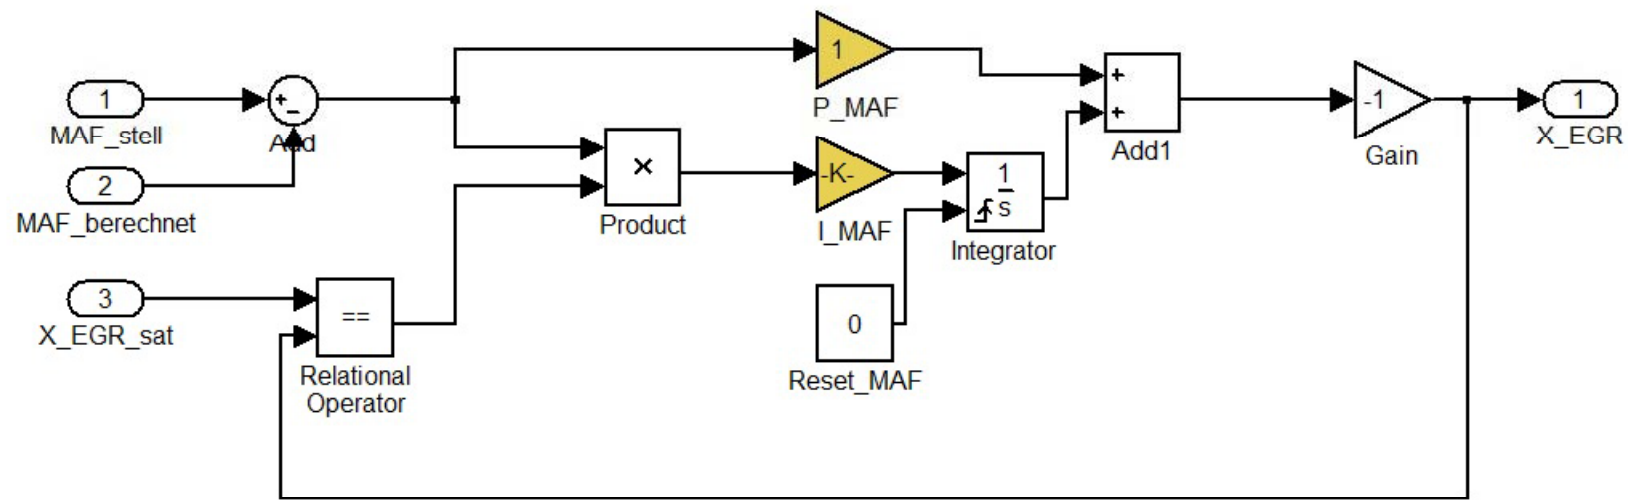 1
MAF_stell
+
−
Add
2
MAF_berechnet
3
X_EGR_sat
==
Relational
Operator
×
Product
1
P_MAF
-K-
I_MAF
0
Reset_MAF
1
s
Integrator
+
+
Add1
-1
Gain
1
X_EGR